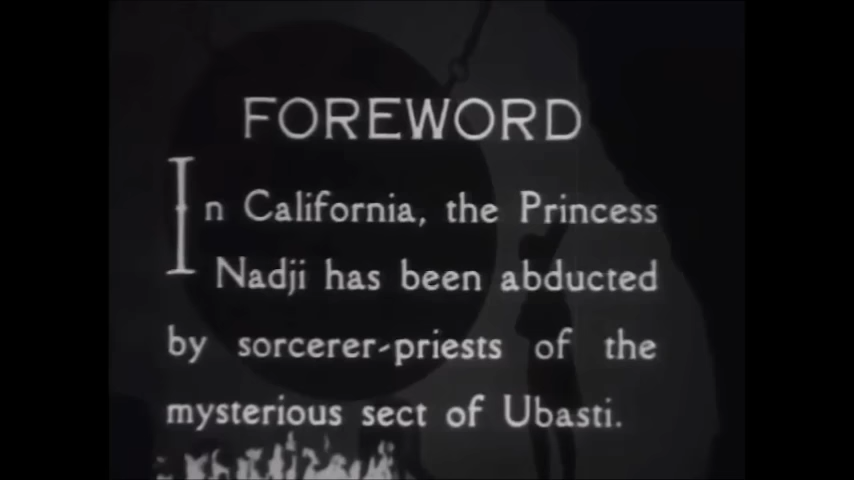 FOREWORD
In California, the Princess
Nadji has been abducted
by sorcerer-priests of the
mysterious sect of Ubasti.